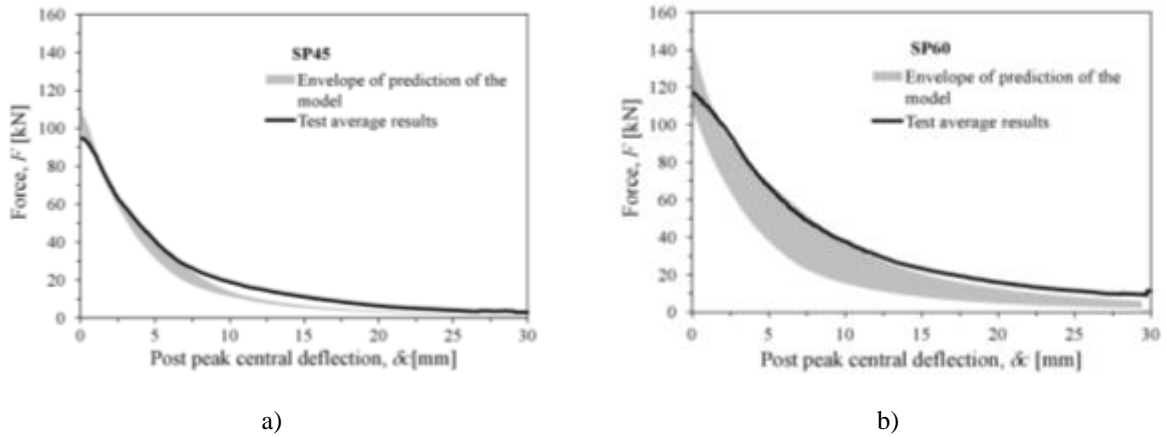 160
140
120
100
80
60
40
20
0
Force, F [kN]
SP45
Envelope of prediction of the
model
Test average results
0 5 10 15 20 25 30
Post peak central deflection, δc[mm]
a)
160
140
120
100
80
60
40
20
0
Force, F [kN]
SP60
Envelope of prediction of the
model
Test average results
0 5 10 15 20 25 30
Post peak central deflection, δc [mm]
b)